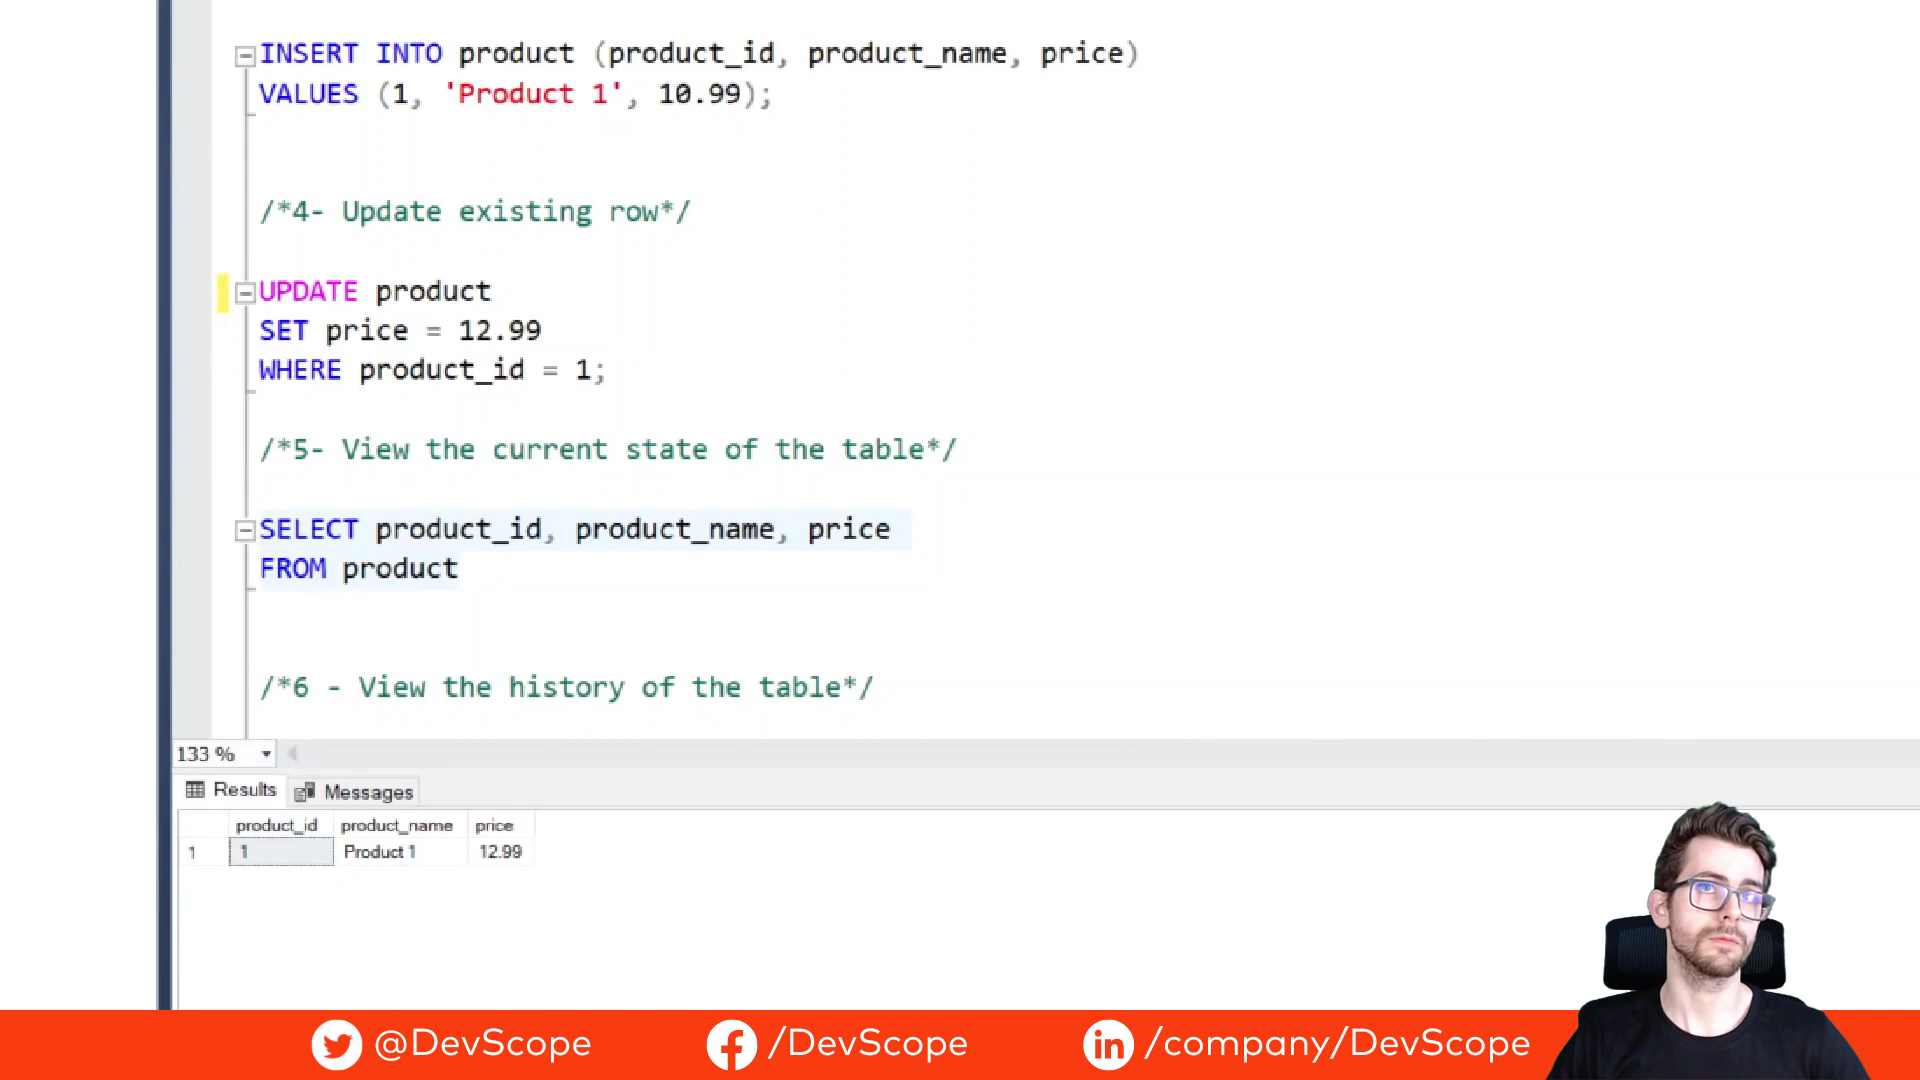 INSERT INTO product (product_id, product_name, price)
VALUES (1, 'Product 1', 10.99);
/*4- Update existing row*/
UPDATE product
SET price = 12.99
WHERE product_id = 1;
/*5- View the current state of the table*/
SELECT product_id, product_name, price
FROM product
/*6 - View the history of the table*/
133 %
Results Messages
product_id product_name price
1 1 Product 1 12.99
@DevScope /DevScope in /company/DevScope